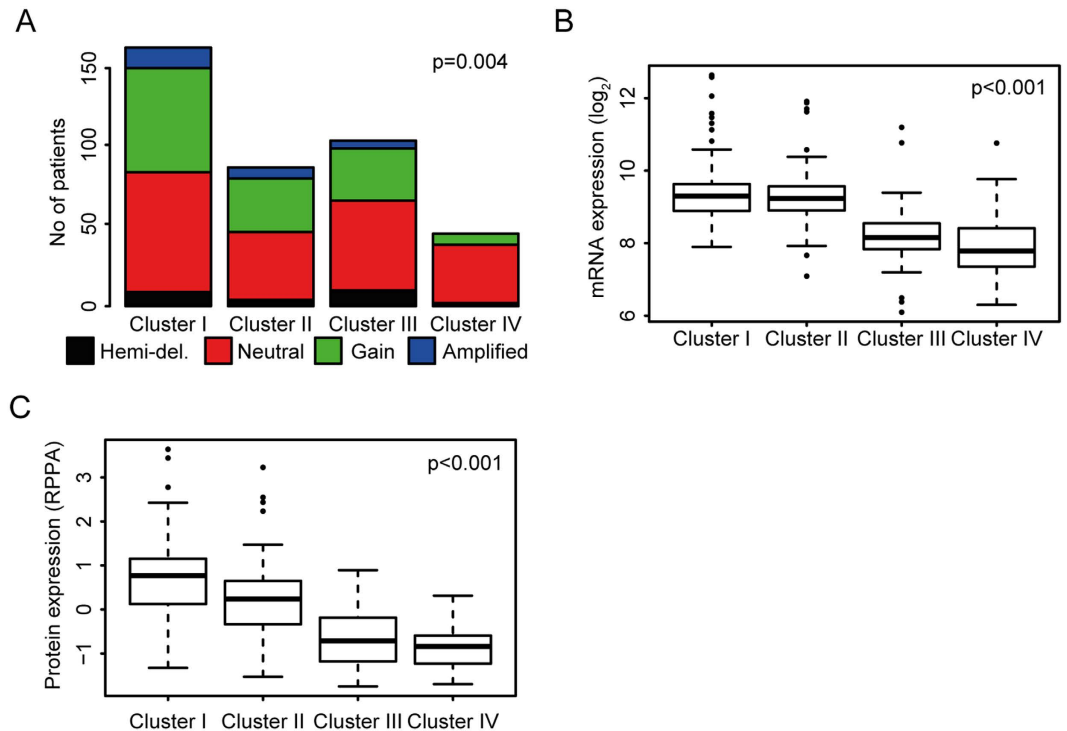 A
p=0.004
No of patients
150
100
50
0
Cluster I Cluster II Cluster III Cluster IV
Hemi-del. Neutral Gain Amplified
B
p<0.001
mRNA expression (log2)
12
10
8
6
Cluster I Cluster II Cluster III Cluster IV
C
p<0.001
Protein expression (RPPA)
3
2
1
0
−1
Cluster I Cluster II Cluster III Cluster IV